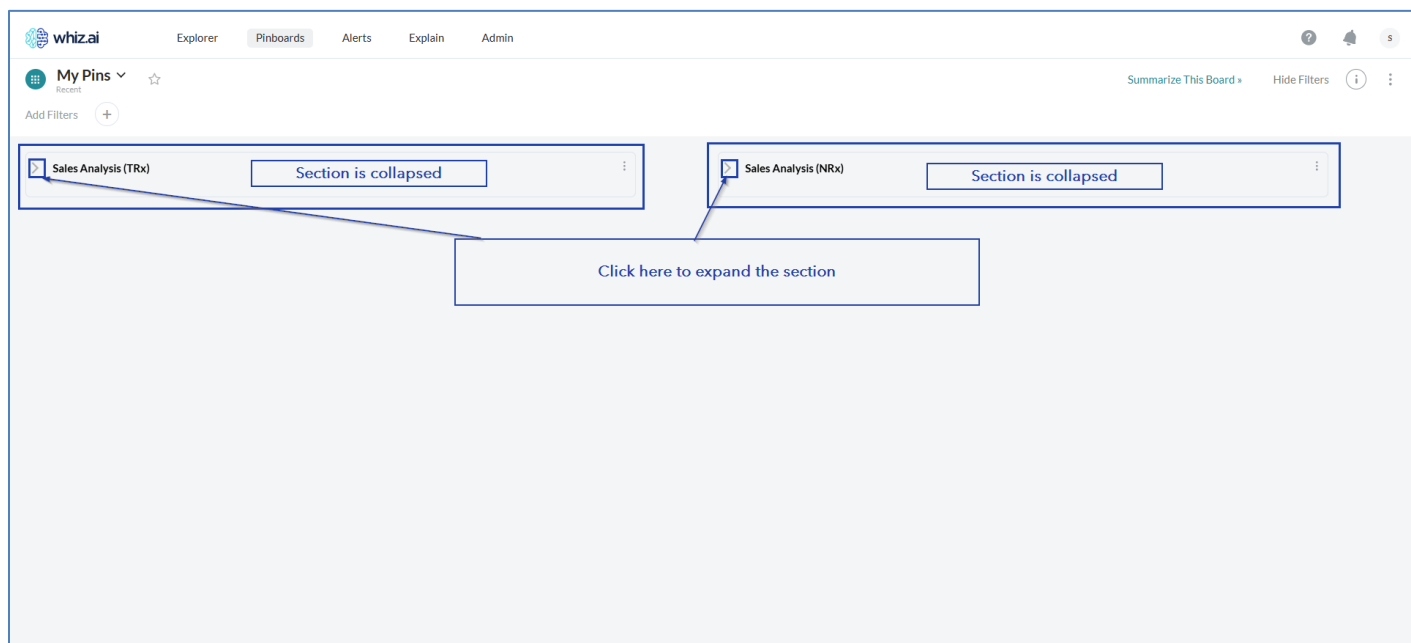 whiz.ai Explorer Pinboards Alerts Explain Admin ? S
My Pins Summarize This Board » Hide Filters i
Recent
Add Filters +
Sales Analysis (TRx) Section is collapsed Sales Analysis (NRx) Section is collapsed
Click here to expand the section